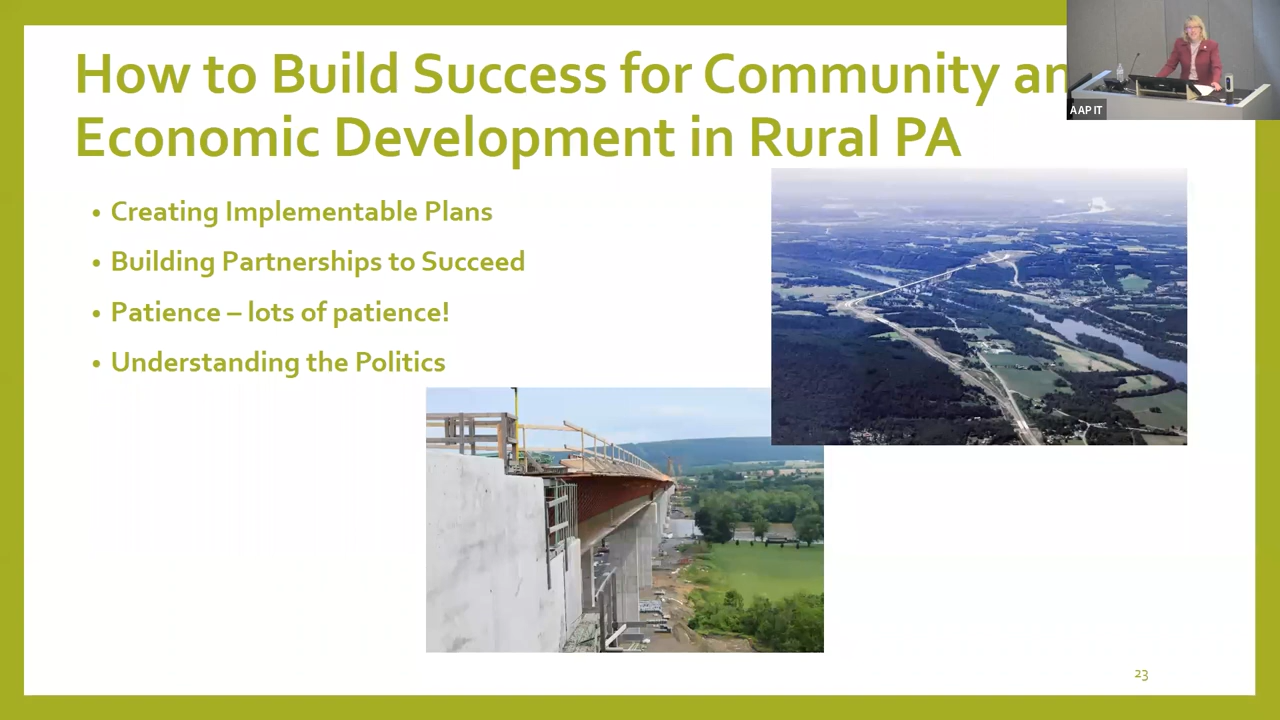 How to Build Success for Community an
Economic Development in Rural PA
• Creating Implementable Plans
• Building Partnerships to Succeed
• Patience – lots of patience!
• Understanding the Politics
AAP IT
23